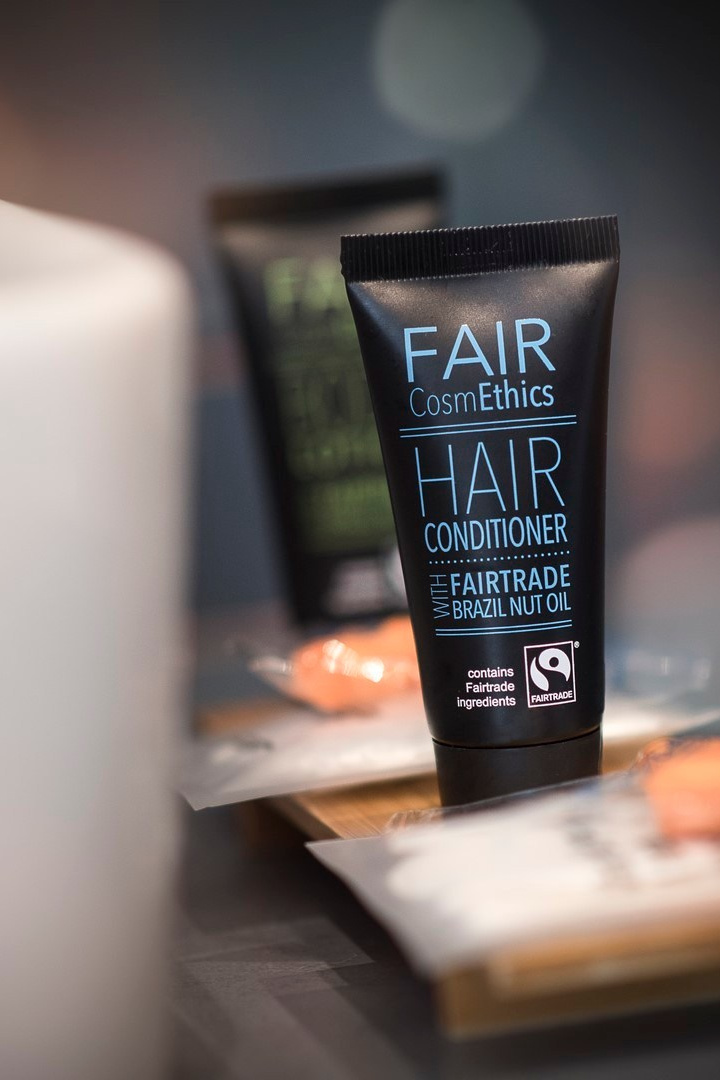 FAIR
CosmEthics
HAIR
CONDITIONER
WITH FAIRTRADE
BRAZIL NUT OIL
contains
Fairtrade
ingredients
FAIRTRADE
®